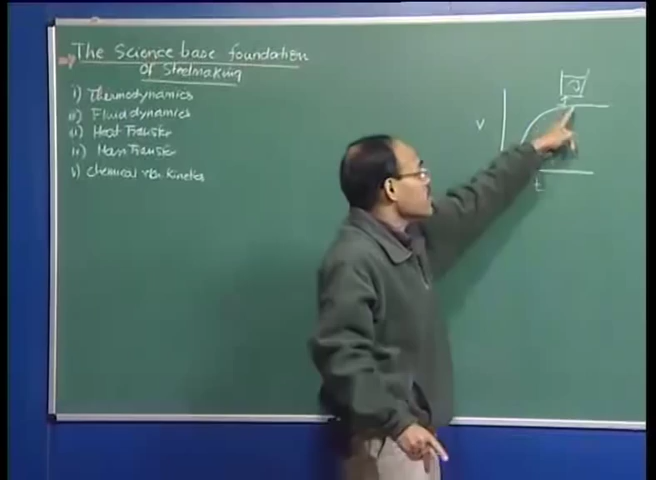 The Science base foundation
of Steelmaking
i) Thermodynamics
ii) Fluid dynamics
iii) Heat Transfer
iv) Mass Transfer
v) Chemical rxn. Kinetics
v
t